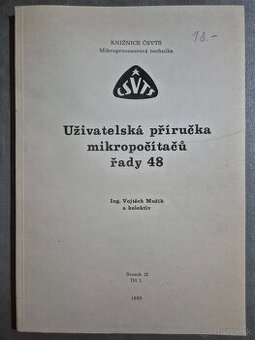 18.-
KNIŽNICE ČSVTS
Mikroprocesorová technika
ČSVTS
Uživatelská příručka
mikropočítačů
řady 48
Ing. Vojtěch Mužík
a kolektiv
Svazek 12
Díl 1
1985